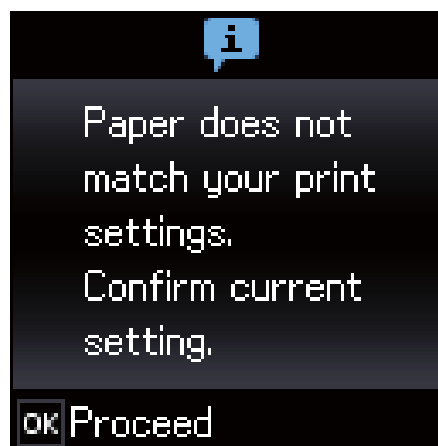 i
Paper does not
match your print
settings.
Confirm current
setting.
OK Proceed